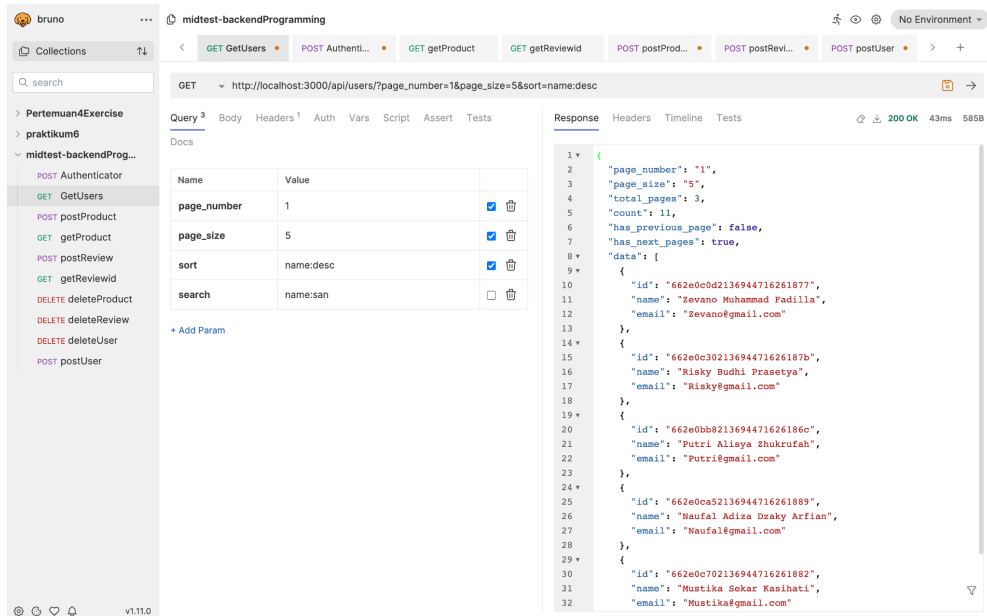 bruno
Collections
search
Pertemuan4Exercise
praktikum6
midtest-backendProg...
POST Authenticator
GET GetUsers
POST postProduct
GET getProduct
POST postReview
GET getReviewid
DELETE deleteProduct
DELETE deleteReview
DELETE deleteUser
POST postUser
v1.11.0
midtest-backendProgramming
No Environment
GET GetUsers POST Authenti... GET getProduct GET getReviewid POST postProd... POST postRevi... POST postUser
GET http://localhost:3000/api/users/?page_number=1&page_size=5&sort=name:desc
Query 3 Body Headers 1 Auth Vars Script Assert Tests
Docs
Name Value
page_number 1
page_size 5
sort name:desc
search name:san
+ Add Param
Response Headers Timeline Tests 200 OK 43ms 585B
1 {
2 "page_number": "1",
3 "page_size": "5",
4 "total_pages": 3,
5 "count": 11,
6 "has_previous_page": false,
7 "has_next_pages": true,
8 "data": [
9 {
10 "id": "662e0c0d2136944716261877",
11 "name": "Zevano Muhammad Fadilla",
12 "email": "Zevano@gmail.com"
13 },
14 {
15 "id": "662e0c30213694471626187b",
16 "name": "Risky Budhi Prasetya",
17 "email": "Risky@gmail.com"
18 },
19 {
20 "id": "662e0bb8213694471626186c",
21 "name": "Putri Alisya Zhukrufah",
22 "email": "Putri@gmail.com"
23 },
24 {
25 "id": "662e0ca52136944716261889",
26 "name": "Naufal Adiza Dzaky Arfian",
27 "email": "Naufal@gmail.com"
28 },
29 {
30 "id": "662e0c702136944716261882",
31 "name": "Mustika Sekar Kasihati",
32 "email": "Mustika@gmail.com"